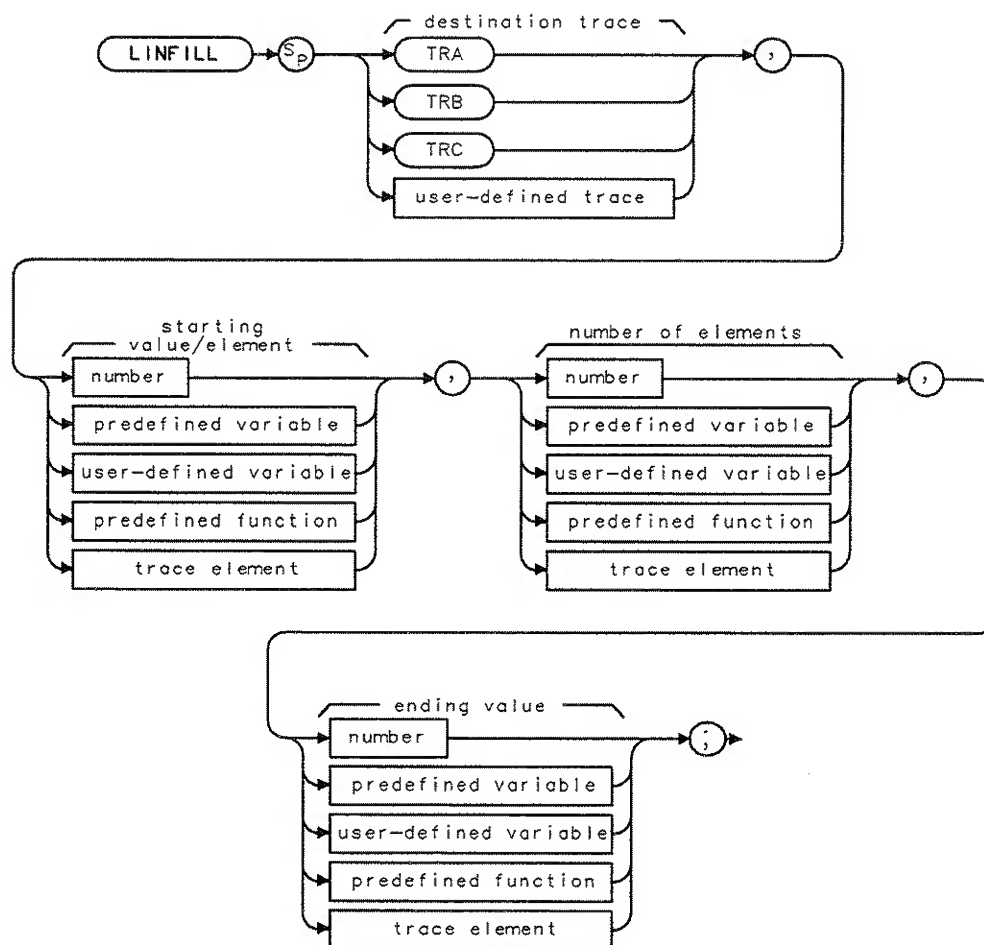 destination trace
LINFILL SP TRA ,
TRB
TRC
user-defined trace
starting
value/element
number of elements
number , number ,
predefined variable predefined variable
user-defined variable user-defined variable
predefined function predefined function
trace element trace element
ending value
number ;
predefined variable
user-defined variable
predefined function
trace element